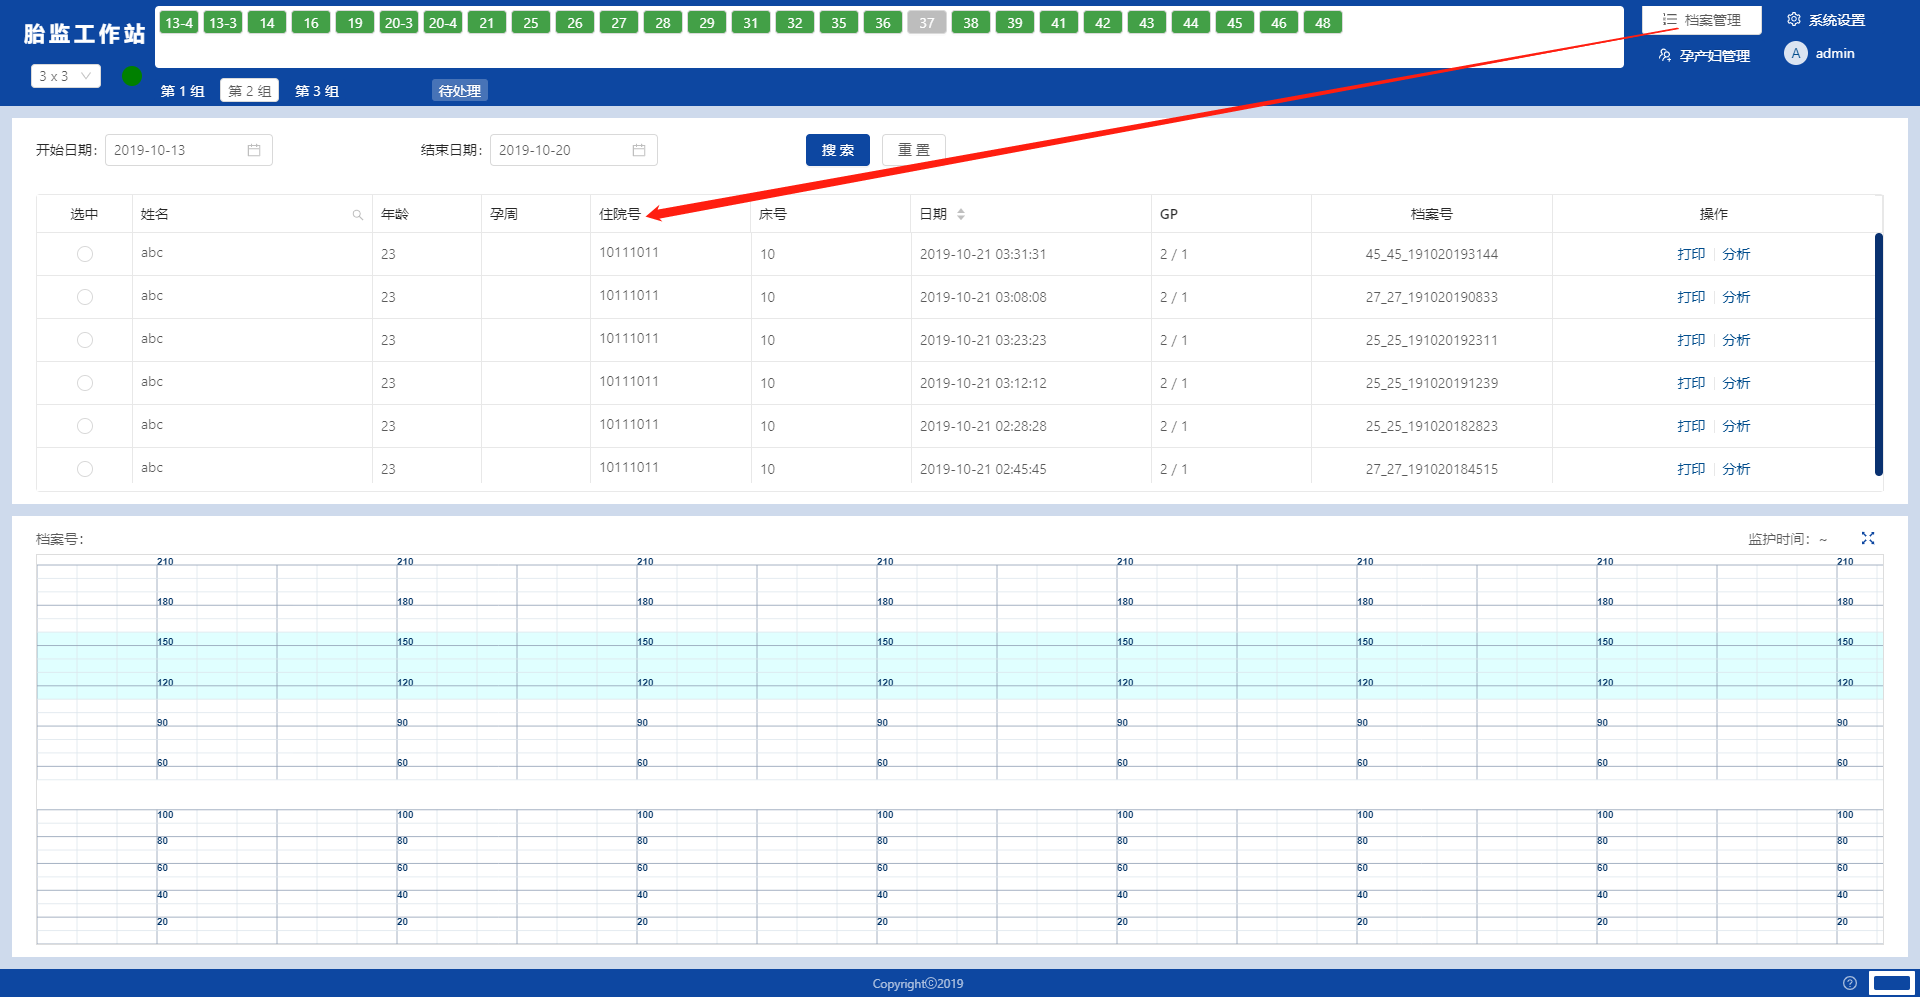 胎监工作站
13-4 13-3 14 16 19 20-3 20-4 21 25 26 27 28 29 31 32 35 36 37 38 39 41 42 43 44 45 46 48
档案管理 系统设置
孕产妇管理 A admin
3 x 3
第 1 组 第 2 组 第 3 组 待处理
开始日期: 2019-10-13 结束日期: 2019-10-20 搜 索 重 置
选中 姓名 年龄 孕周 住院号 床号 日期 GP 档案号 操作
abc 23 10111011 10 2019-10-21 03:31:31 2 / 1 45_45_191020193144 打印 分析
abc 23 10111011 10 2019-10-21 03:08:08 2 / 1 27_27_191020190833 打印 分析
abc 23 10111011 10 2019-10-21 03:23:23 2 / 1 25_25_191020192311 打印 分析
abc 23 10111011 10 2019-10-21 03:12:12 2 / 1 25_25_191020191239 打印 分析
abc 23 10111011 10 2019-10-21 02:28:28 2 / 1 25_25_191020182823 打印 分析
abc 23 10111011 10 2019-10-21 02:45:45 2 / 1 27_27_191020184515 打印 分析
档案号: 监护时间: ~
210 210 210 210 210 210 210 210
180 180 180 180 180 180 180 180
150 150 150 150 150 150 150 150
120 120 120 120 120 120 120 120
90 90 90 90 90 90 90 90
60 60 60 60 60 60 60 60
100 100 100 100 100 100 100 100
80 80 80 80 80 80 80 80
60 60 60 60 60 60 60 60
40 40 40 40 40 40 40 40
20 20 20 20 20 20 20 20
Copyright©2019